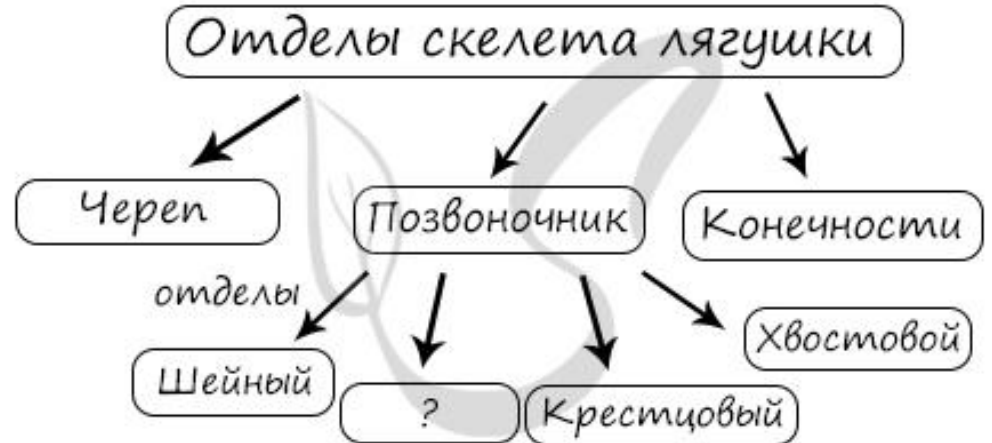 Отделы скелета лягушки
Череп
Позвоночник
Конечности
отделы
Шейный
?
Крестцовый
Хвостовой